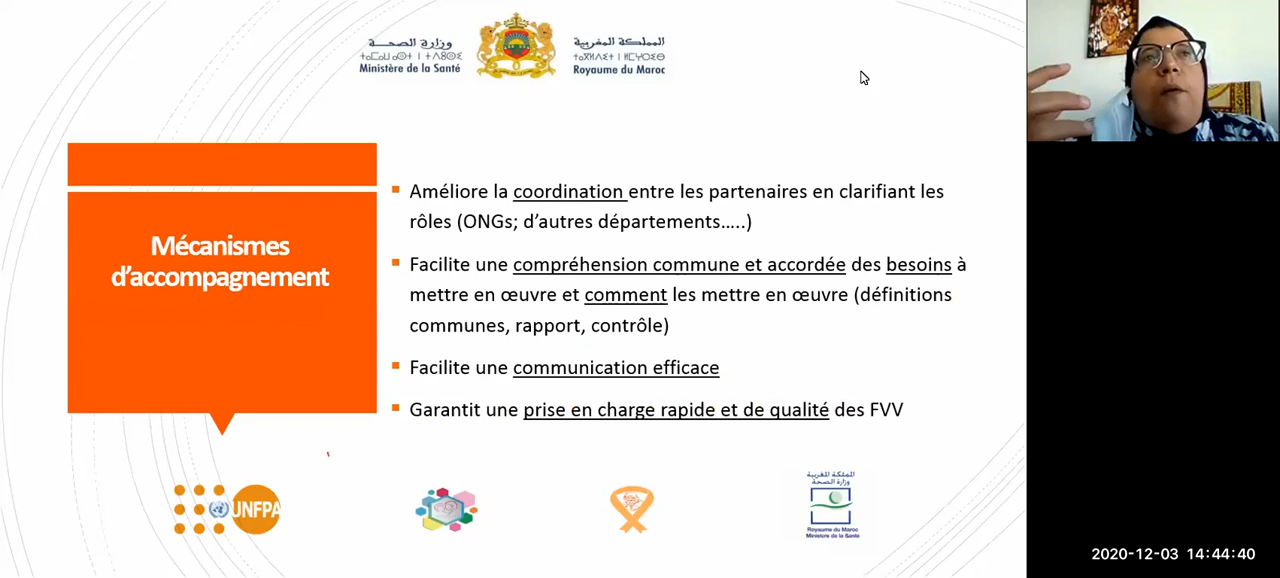 وزارة الصحة
ⵜⴰⵎⴰⵡⴰⵙⵜ ⵏ ⵜⴷⵓⵙⵉ
Ministère de la Santé
المملكة المغربية
ⵜⴰⴳⵍⴷⵉⵜ ⵏ ⵍⵎⵖⵔⵉⴱ
Royaume du Maroc
Mécanismes
d’accompagnement
▪ Améliore la coordination entre les partenaires en clarifiant les
rôles (ONGs; d’autres départements…..)
▪ Facilite une compréhension commune et accordée des besoins à
mettre en œuvre et comment les mettre en œuvre (définitions
communes, rapport, contrôle)
▪ Facilite une communication efficace
▪ Garantit une prise en charge rapide et de qualité des FVV
UNFPA
المملكة المغربية
وزارة الصحة
Royaume du Maroc
Ministère de la Santé
2020-12-03 14:44:40